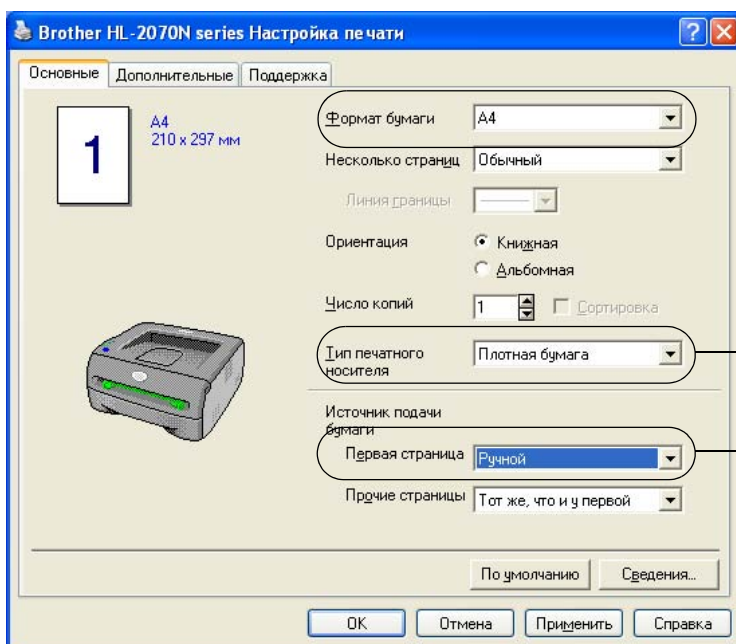 Brother HL-2070N series Настройка печати
Основные
Дополнительные
Поддержка
1
A4
210 x 297 мм
Формат бумаги
A4
Несколько страниц
Обычный
Линия границы
Ориентация
Книжная
Альбомная
Число копий
1
Сортировка
Тип печатного
носителя
Плотная бумага
Источник подачи
бумаги
Первая страница
Ручной
Прочие страницы
Тот же, что и у первой
По умолчанию
Сведения...
OK
Отмена
Применить
Справка